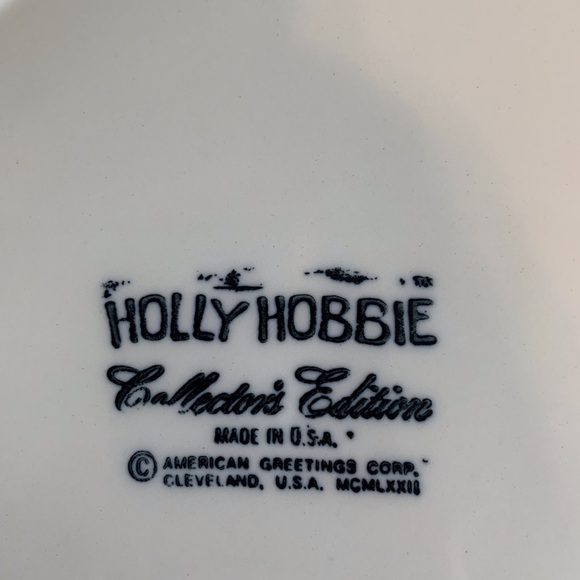 HOLLY HOBBIE
Collector's Edition
MADE IN U.S.A.
© AMERICAN GREETINGS CORP.
CLEVELAND, U.S.A. MCMLXXII